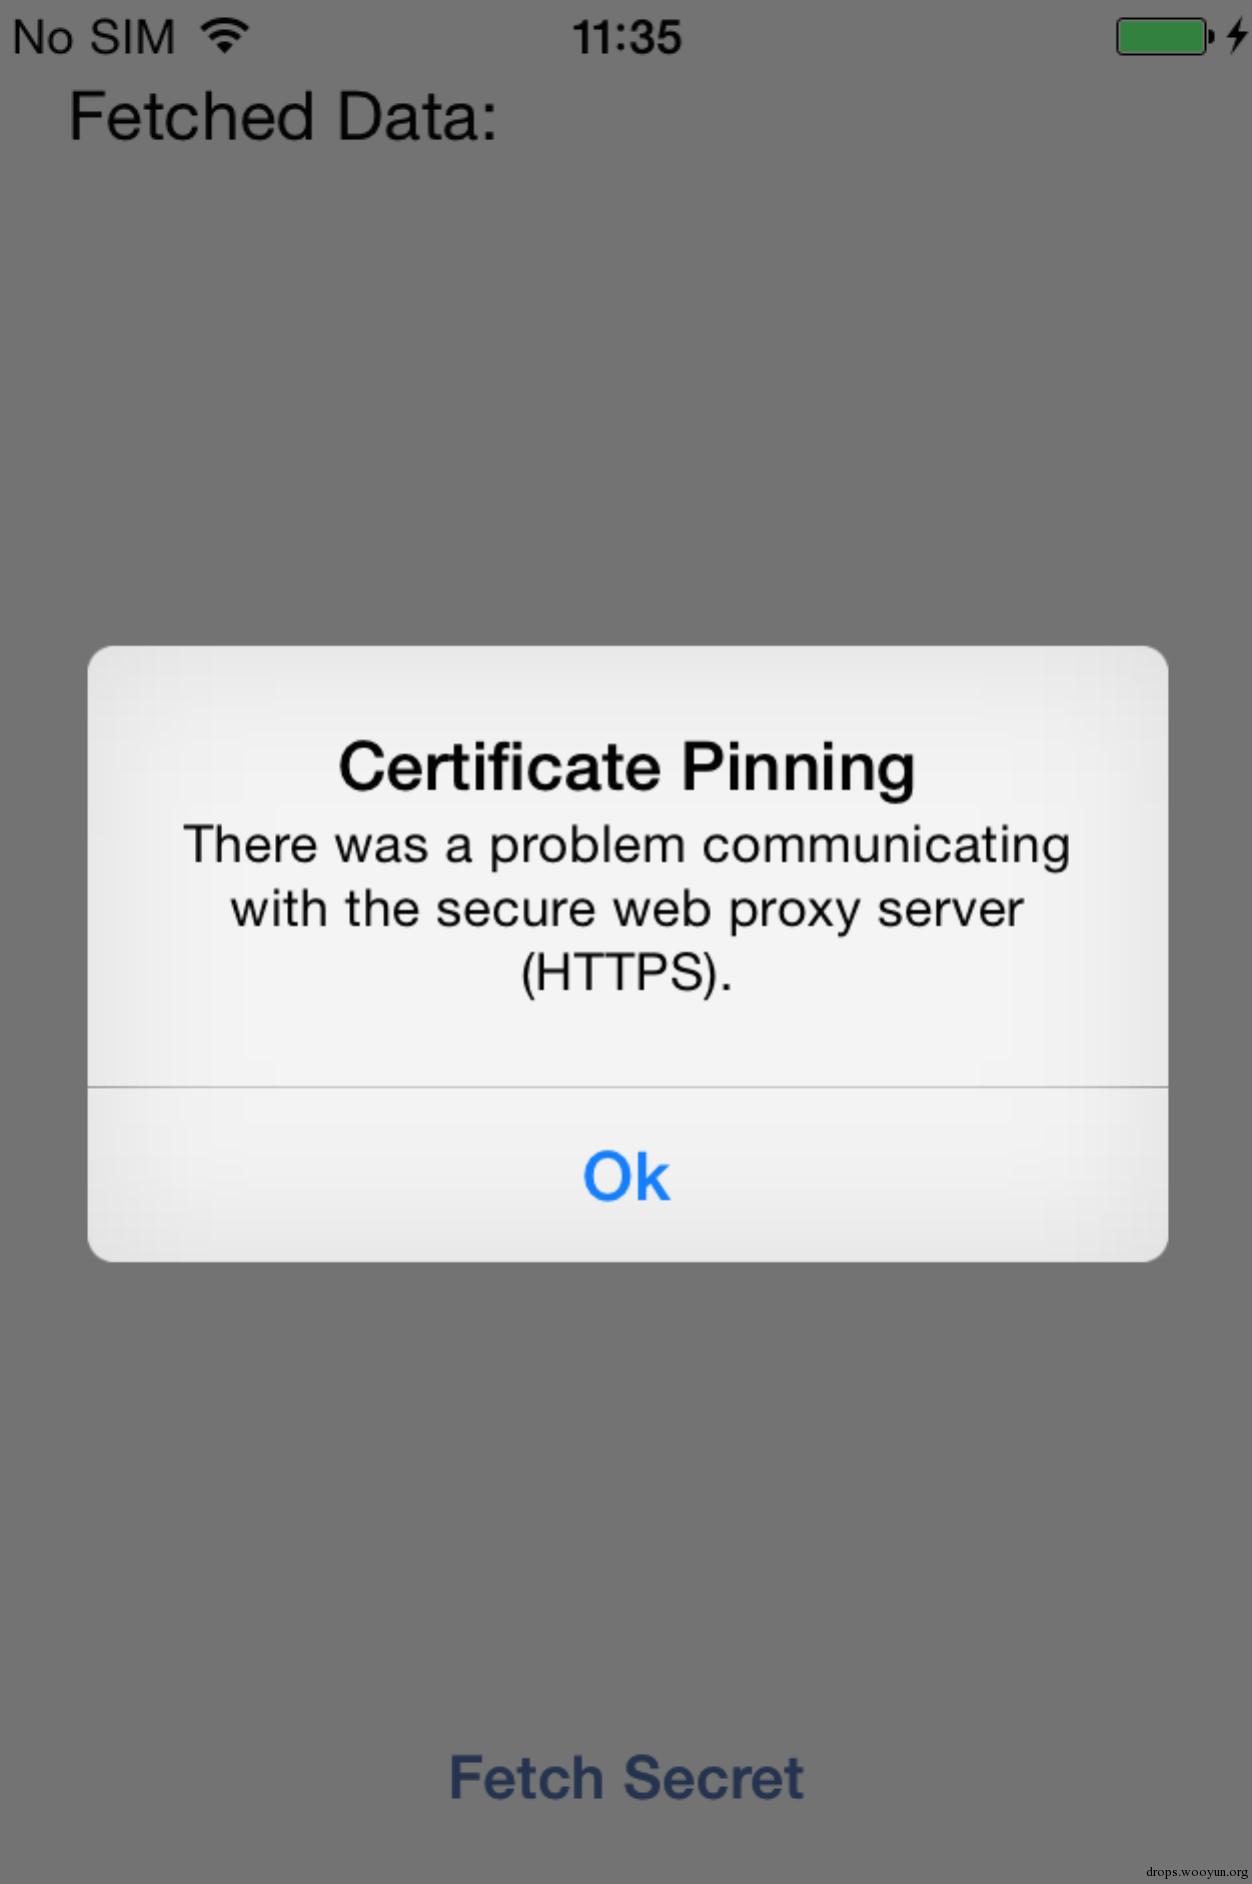 No SIM 11:35
Fetched Data:
Certificate Pinning
There was a problem communicating
with the secure web proxy server
(HTTPS).
Ok
Fetch Secret
drops.wooyun.org